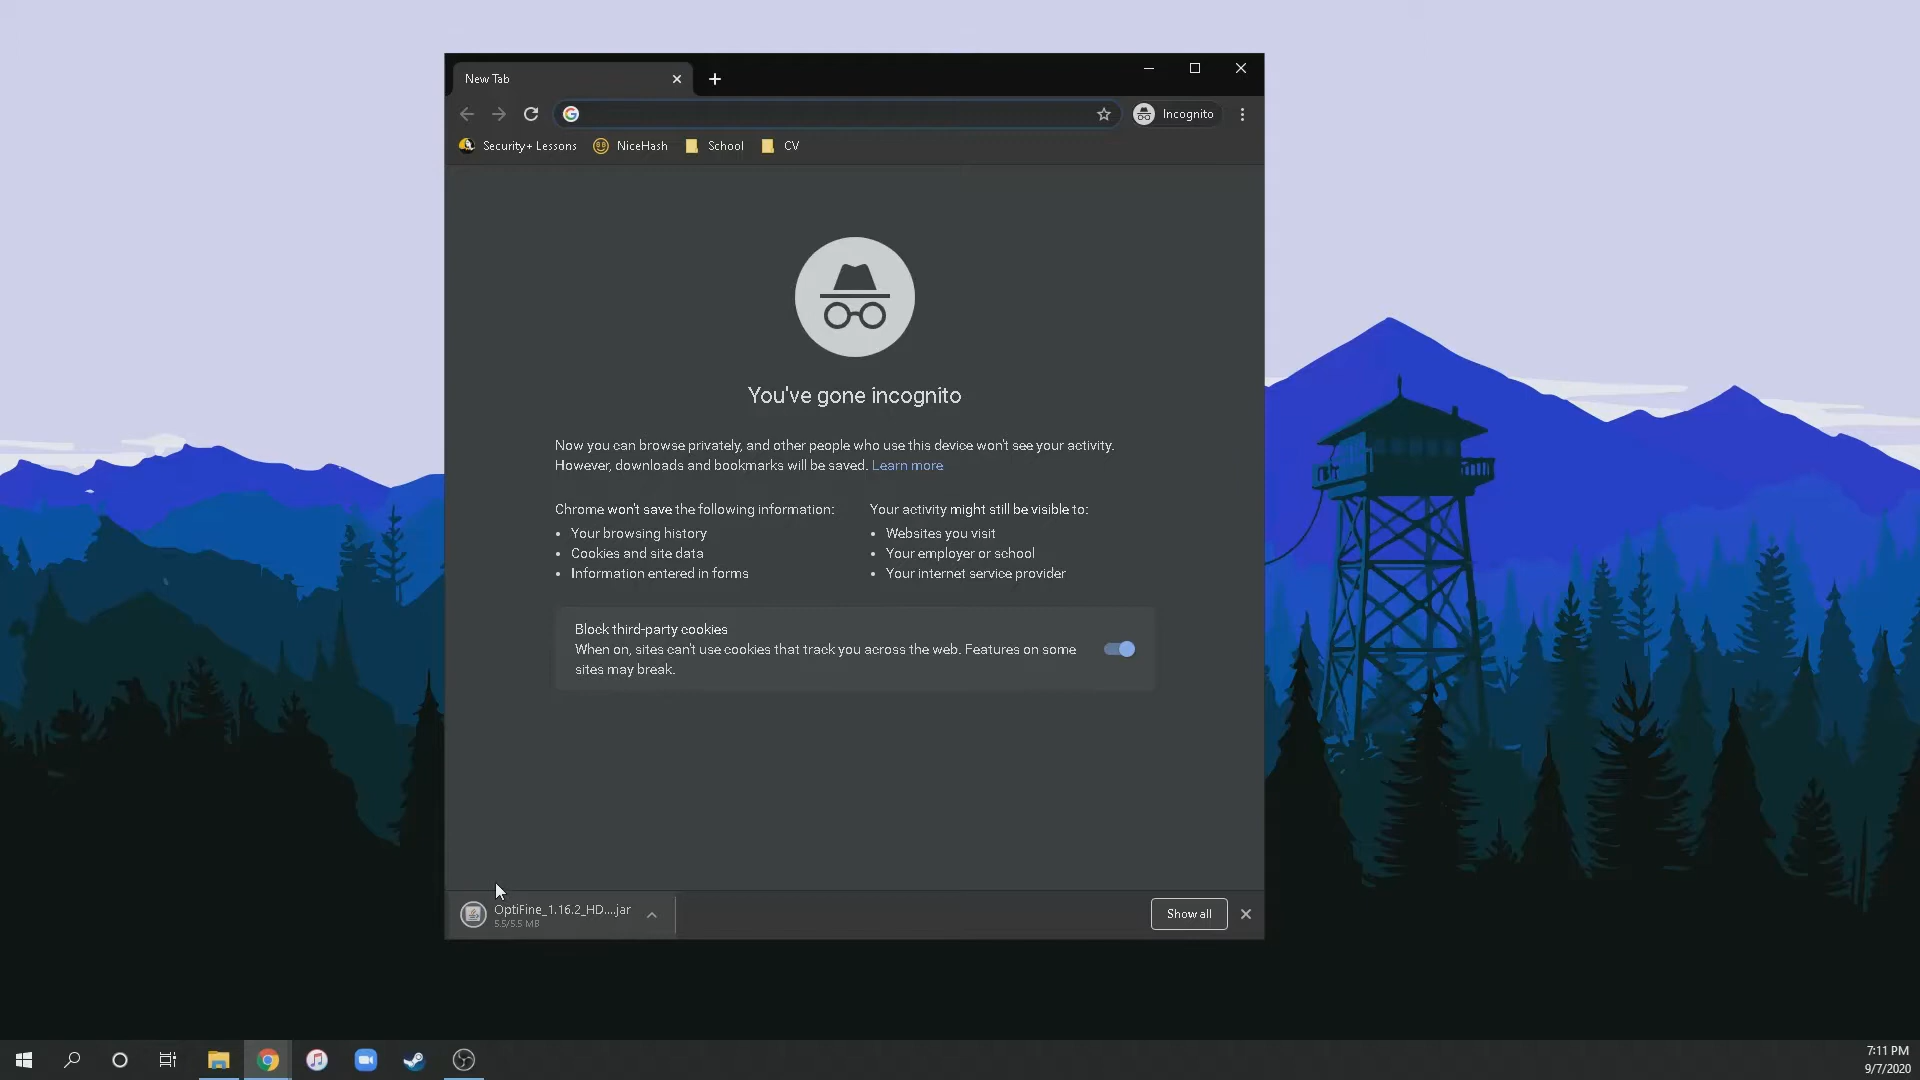 New Tab
Incognito
Security+ Lessons
NiceHash
School
CV
You've gone incognito
Now you can browse privately, and other people who use this device won't see your activity.
However, downloads and bookmarks will be saved. Learn more
Chrome won't save the following information:
Your browsing history
Cookies and site data
Information entered in forms
Your activity might still be visible to:
Websites you visit
Your employer or school
Your internet service provider
Block third-party cookies
When on, sites can't use cookies that track you across the web. Features on some
sites may break.
OptiFine_1.16.2_HD....jar
5.5/5.5 MB
Show all
7:11 PM
9/7/2020